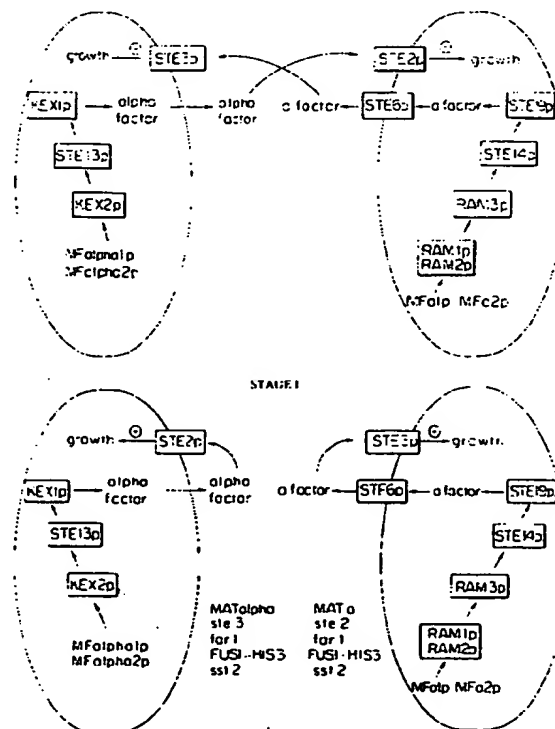 growth ⊕ STE3p
STE2p ⊕ growth
KEX1p alpha factor alpha factor
a factor STE6p a factor STE19p
STE13p
STE14p
KEX2p
RAM3p
MFalpha1p
MFalpha2p
RAM1p
RAM2p
MFa1p MFa2p
STAGE 1
growth ⊕ STE2p
STE3p ⊕ growth
KEX1p alpha factor alpha factor
a factor STE6p a factor STE19p
STE13p
STE14p
KEX2p
RAM3p
MFalpha1p
MFalpha2p
RAM1p
RAM2p
MFa1p MFa2p
MATalpha
ste 3
far 1
FUS1-HIS3
sst 2
MATa
ste 2
far 1
FUS1-HIS3
sst 2